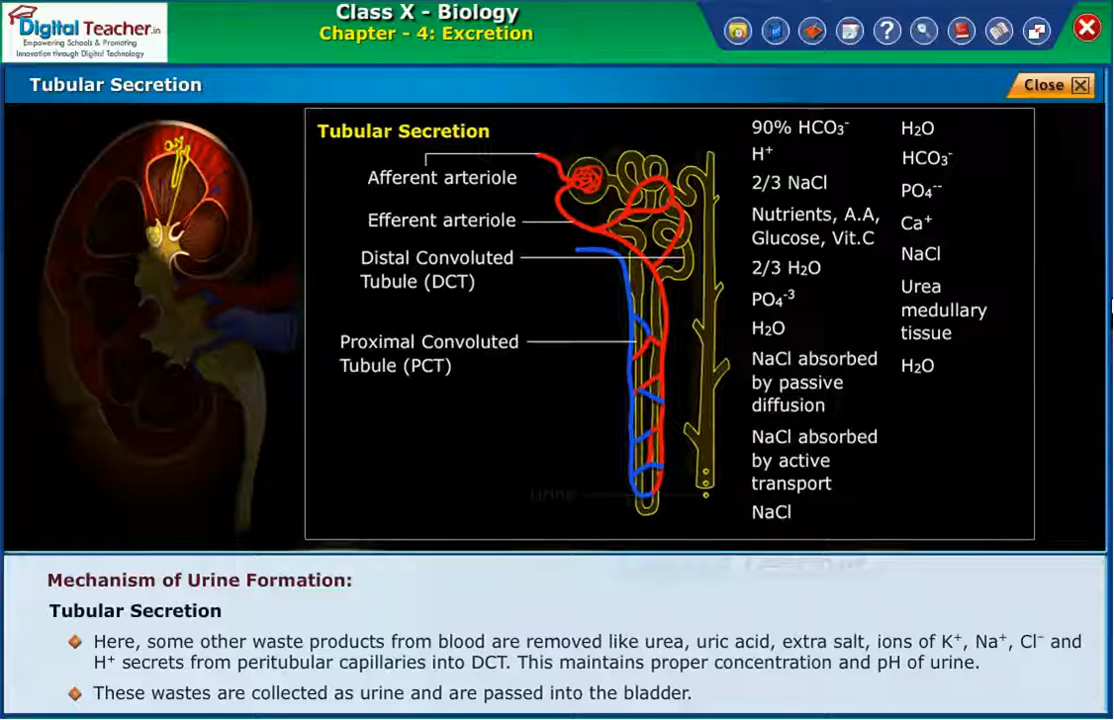 Digital Teacher.in
Empowering Schools & Promoting
Innovation through Digital Technology
Class X - Biology
Chapter - 4: Excretion
?
Tubular Secretion
Close
Tubular Secretion
Afferent arteriole
Efferent arteriole
Distal Convoluted
Tubule (DCT)
Proximal Convoluted
Tubule (PCT)
Urine
90% HCO₃⁻
H⁺
2/3 NaCl
Nutrients, A.A,
Glucose, Vit.C
2/3 H₂O
PO₄⁻³
H₂O
NaCl absorbed
by passive
diffusion
NaCl absorbed
by active
transport
NaCl
H₂O
HCO₃⁻
PO₄⁻⁻
Ca⁺
NaCl
Urea
medullary
tissue
H₂O
Mechanism of Urine Formation:
Tubular Secretion
Here, some other waste products from blood are removed like urea, uric acid, extra salt, ions of K⁺, Na⁺, Cl⁻ and
H⁺ secrets from peritubular capillaries into DCT. This maintains proper concentration and pH of urine.
These wastes are collected as urine and are passed into the bladder.